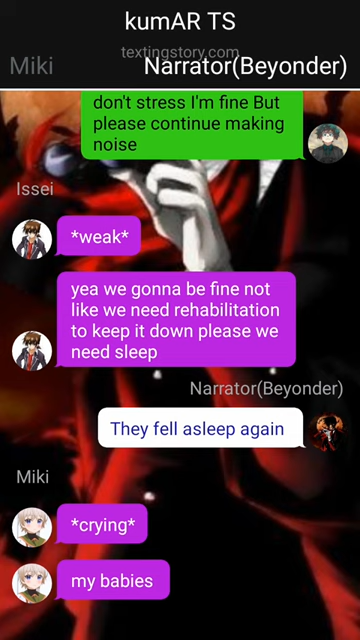 kumAR TS
textingstory.com
Miki Narrator(Beyonder)
don't stress I'm fine But
please continue making
noise
Issei
*weak*
yea we gonna be fine not
like we need rehabilitation
to keep it down please we
need sleep
Narrator(Beyonder)
They fell asleep again
Miki
*crying*
my babies